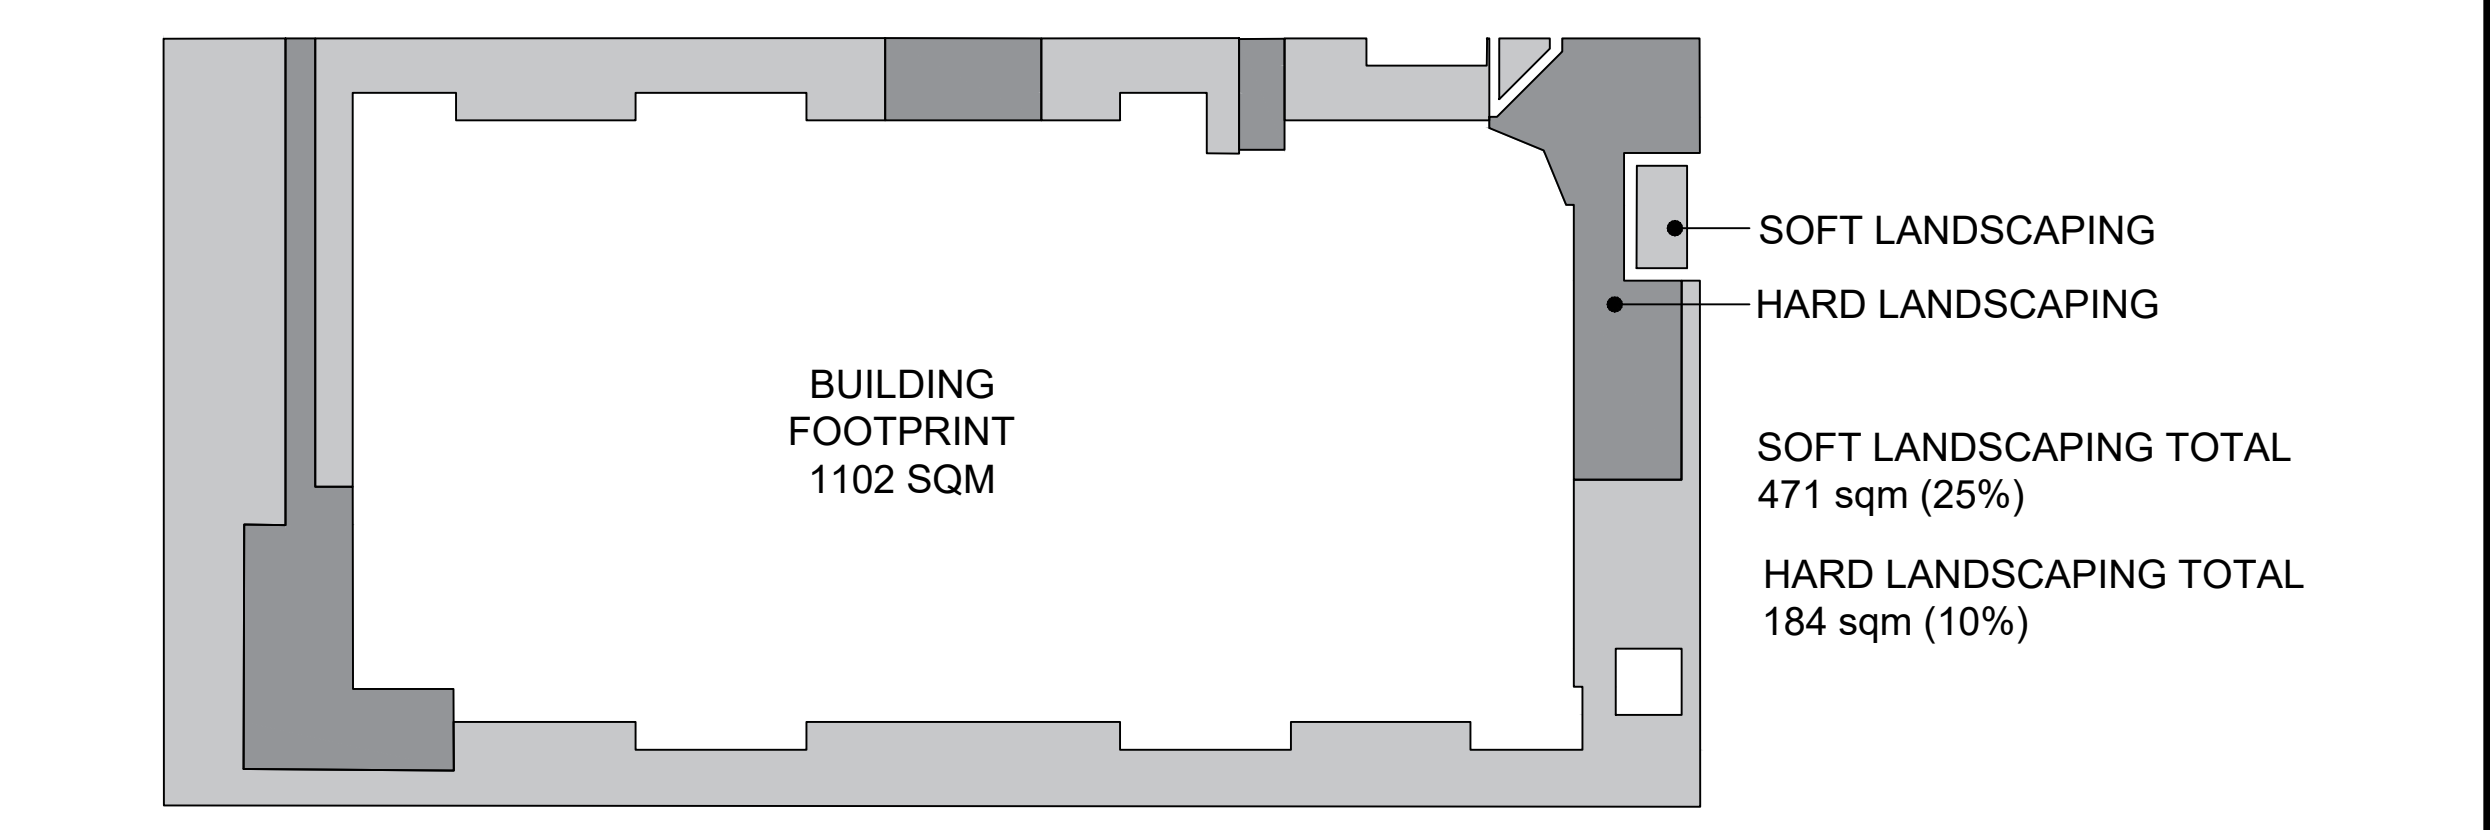 SOFT LANDSCAPING
HARD LANDSCAPING
BUILDING
FOOTPRINT
1102 SQM
SOFT LANDSCAPING TOTAL
471 sqm (25%)
HARD LANDSCAPING TOTAL
184 sqm (10%)